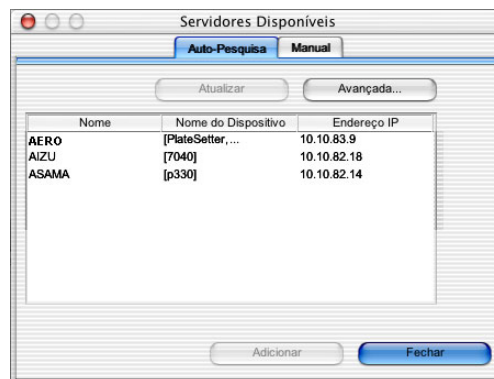 Servidores Disponíveis
Auto-Pesquisa Manual
Atualizar Avançada...
Nome Nome do Dispositivo Endereço IP
AERO [PlateSetter,... 10.10.83.9
AIZU [7040] 10.10.82.18
ASAMA [p330] 10.10.82.14
Adicionar Fechar